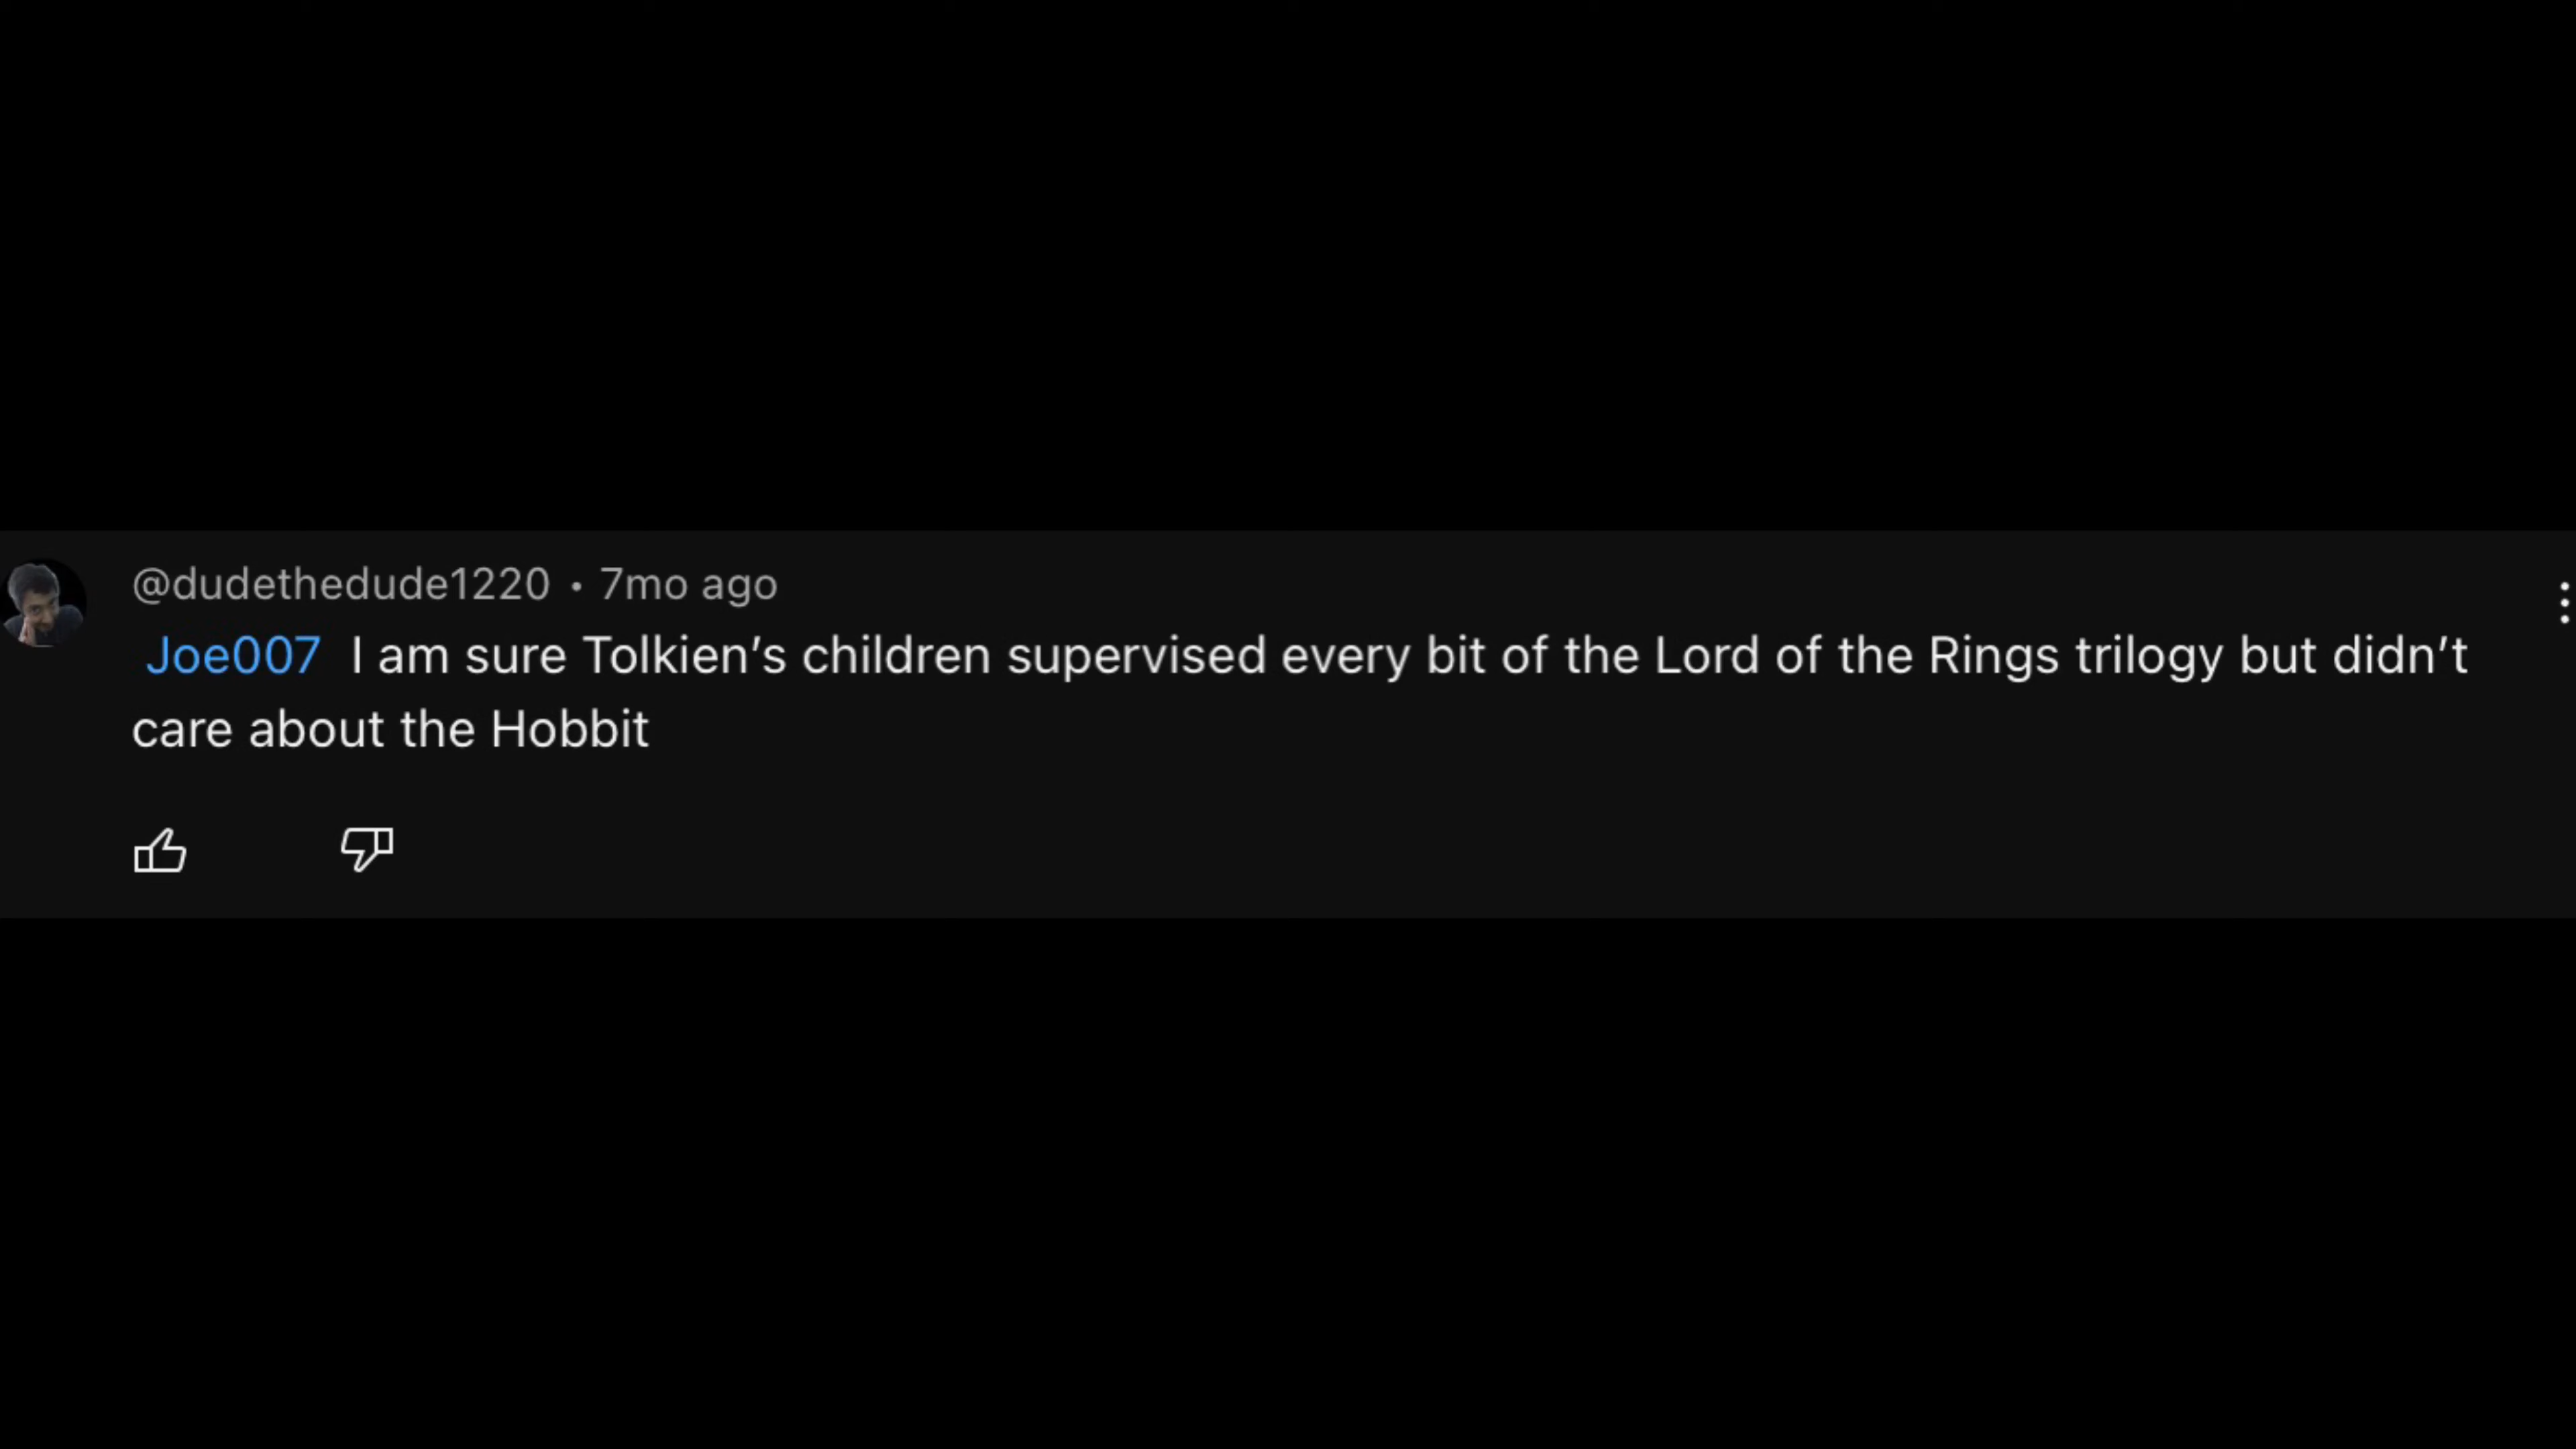 @dudethedude1220 • 7mo ago
Joe007 I am sure Tolkien’s children supervised every bit of the Lord of the Rings trilogy but didn’t
care about the Hobbit